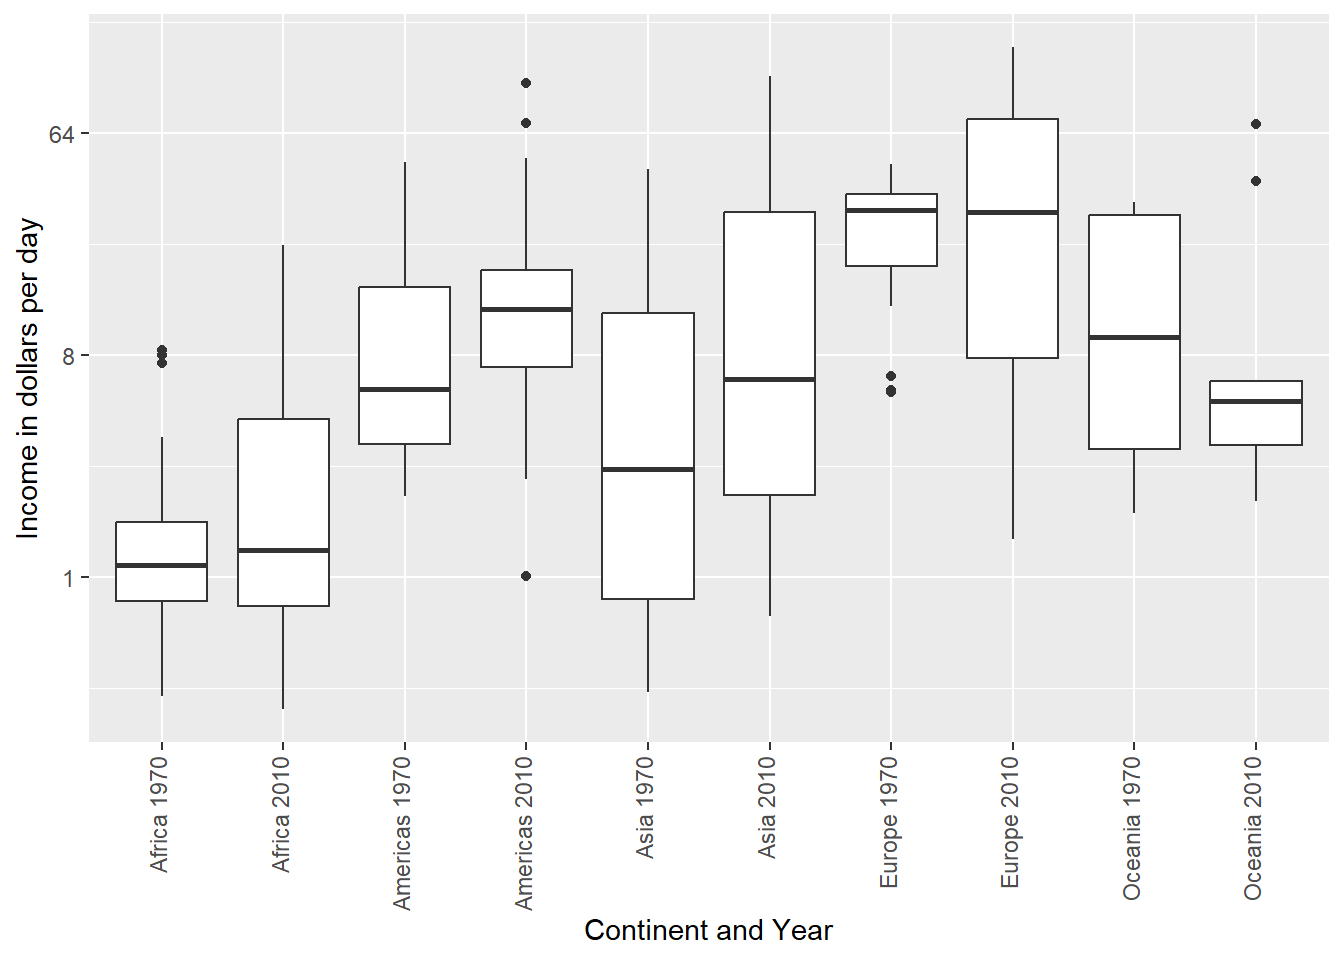 Income in dollars per day
64
8
1
Africa 1970
Africa 2010
Americas 1970
Americas 2010
Asia 1970
Asia 2010
Europe 1970
Europe 2010
Oceania 1970
Oceania 2010
Continent and Year